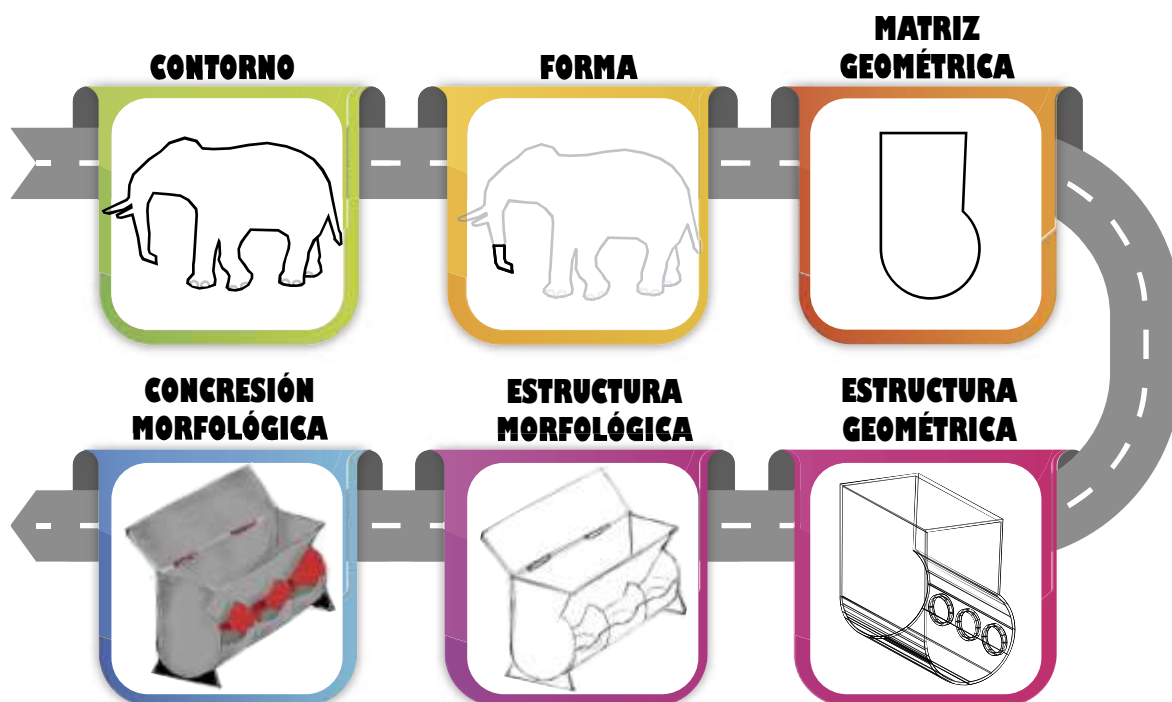 CONTORNO
FORMA
MATRIZ
GEOMÉTRICA
CONCRESIÓN
MORFOLÓGICA
ESTRUCTURA
MORFOLÓGICA
ESTRUCTURA
GEOMÉTRICA